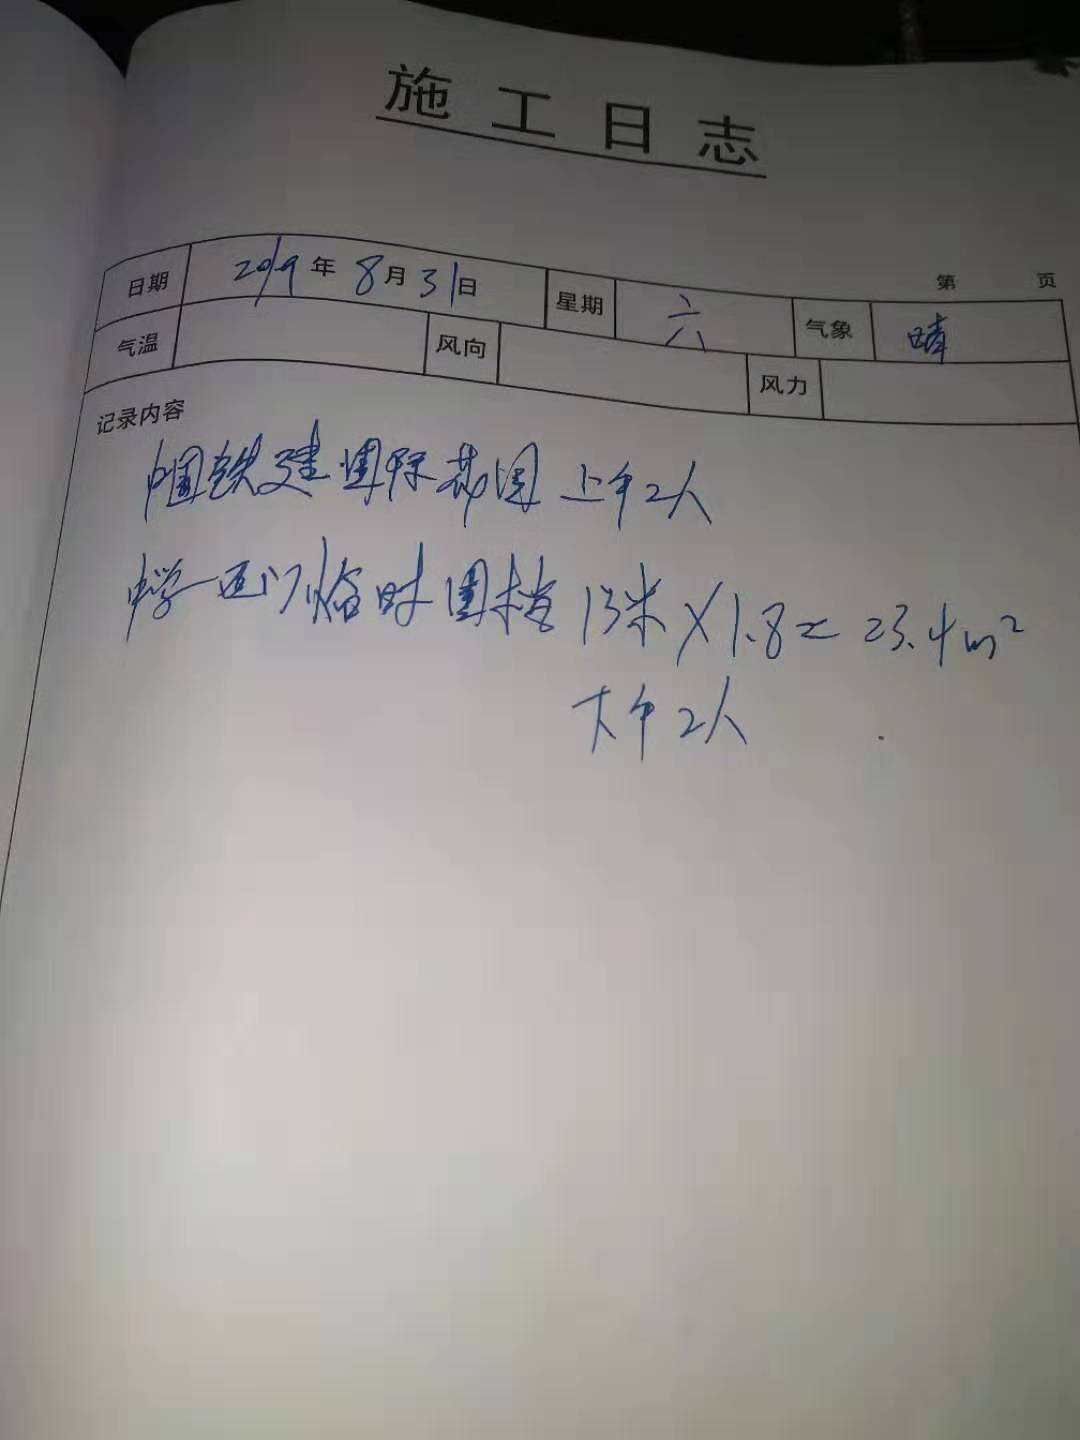 施工日志
第 页
日期 2019年8月31日 星期 六 气象 晴
气温 风向 风力
记录内容
中国铁建国际花园 上午2人
中学西门临时围挡 13米×1.8=23.4m²
下午2人